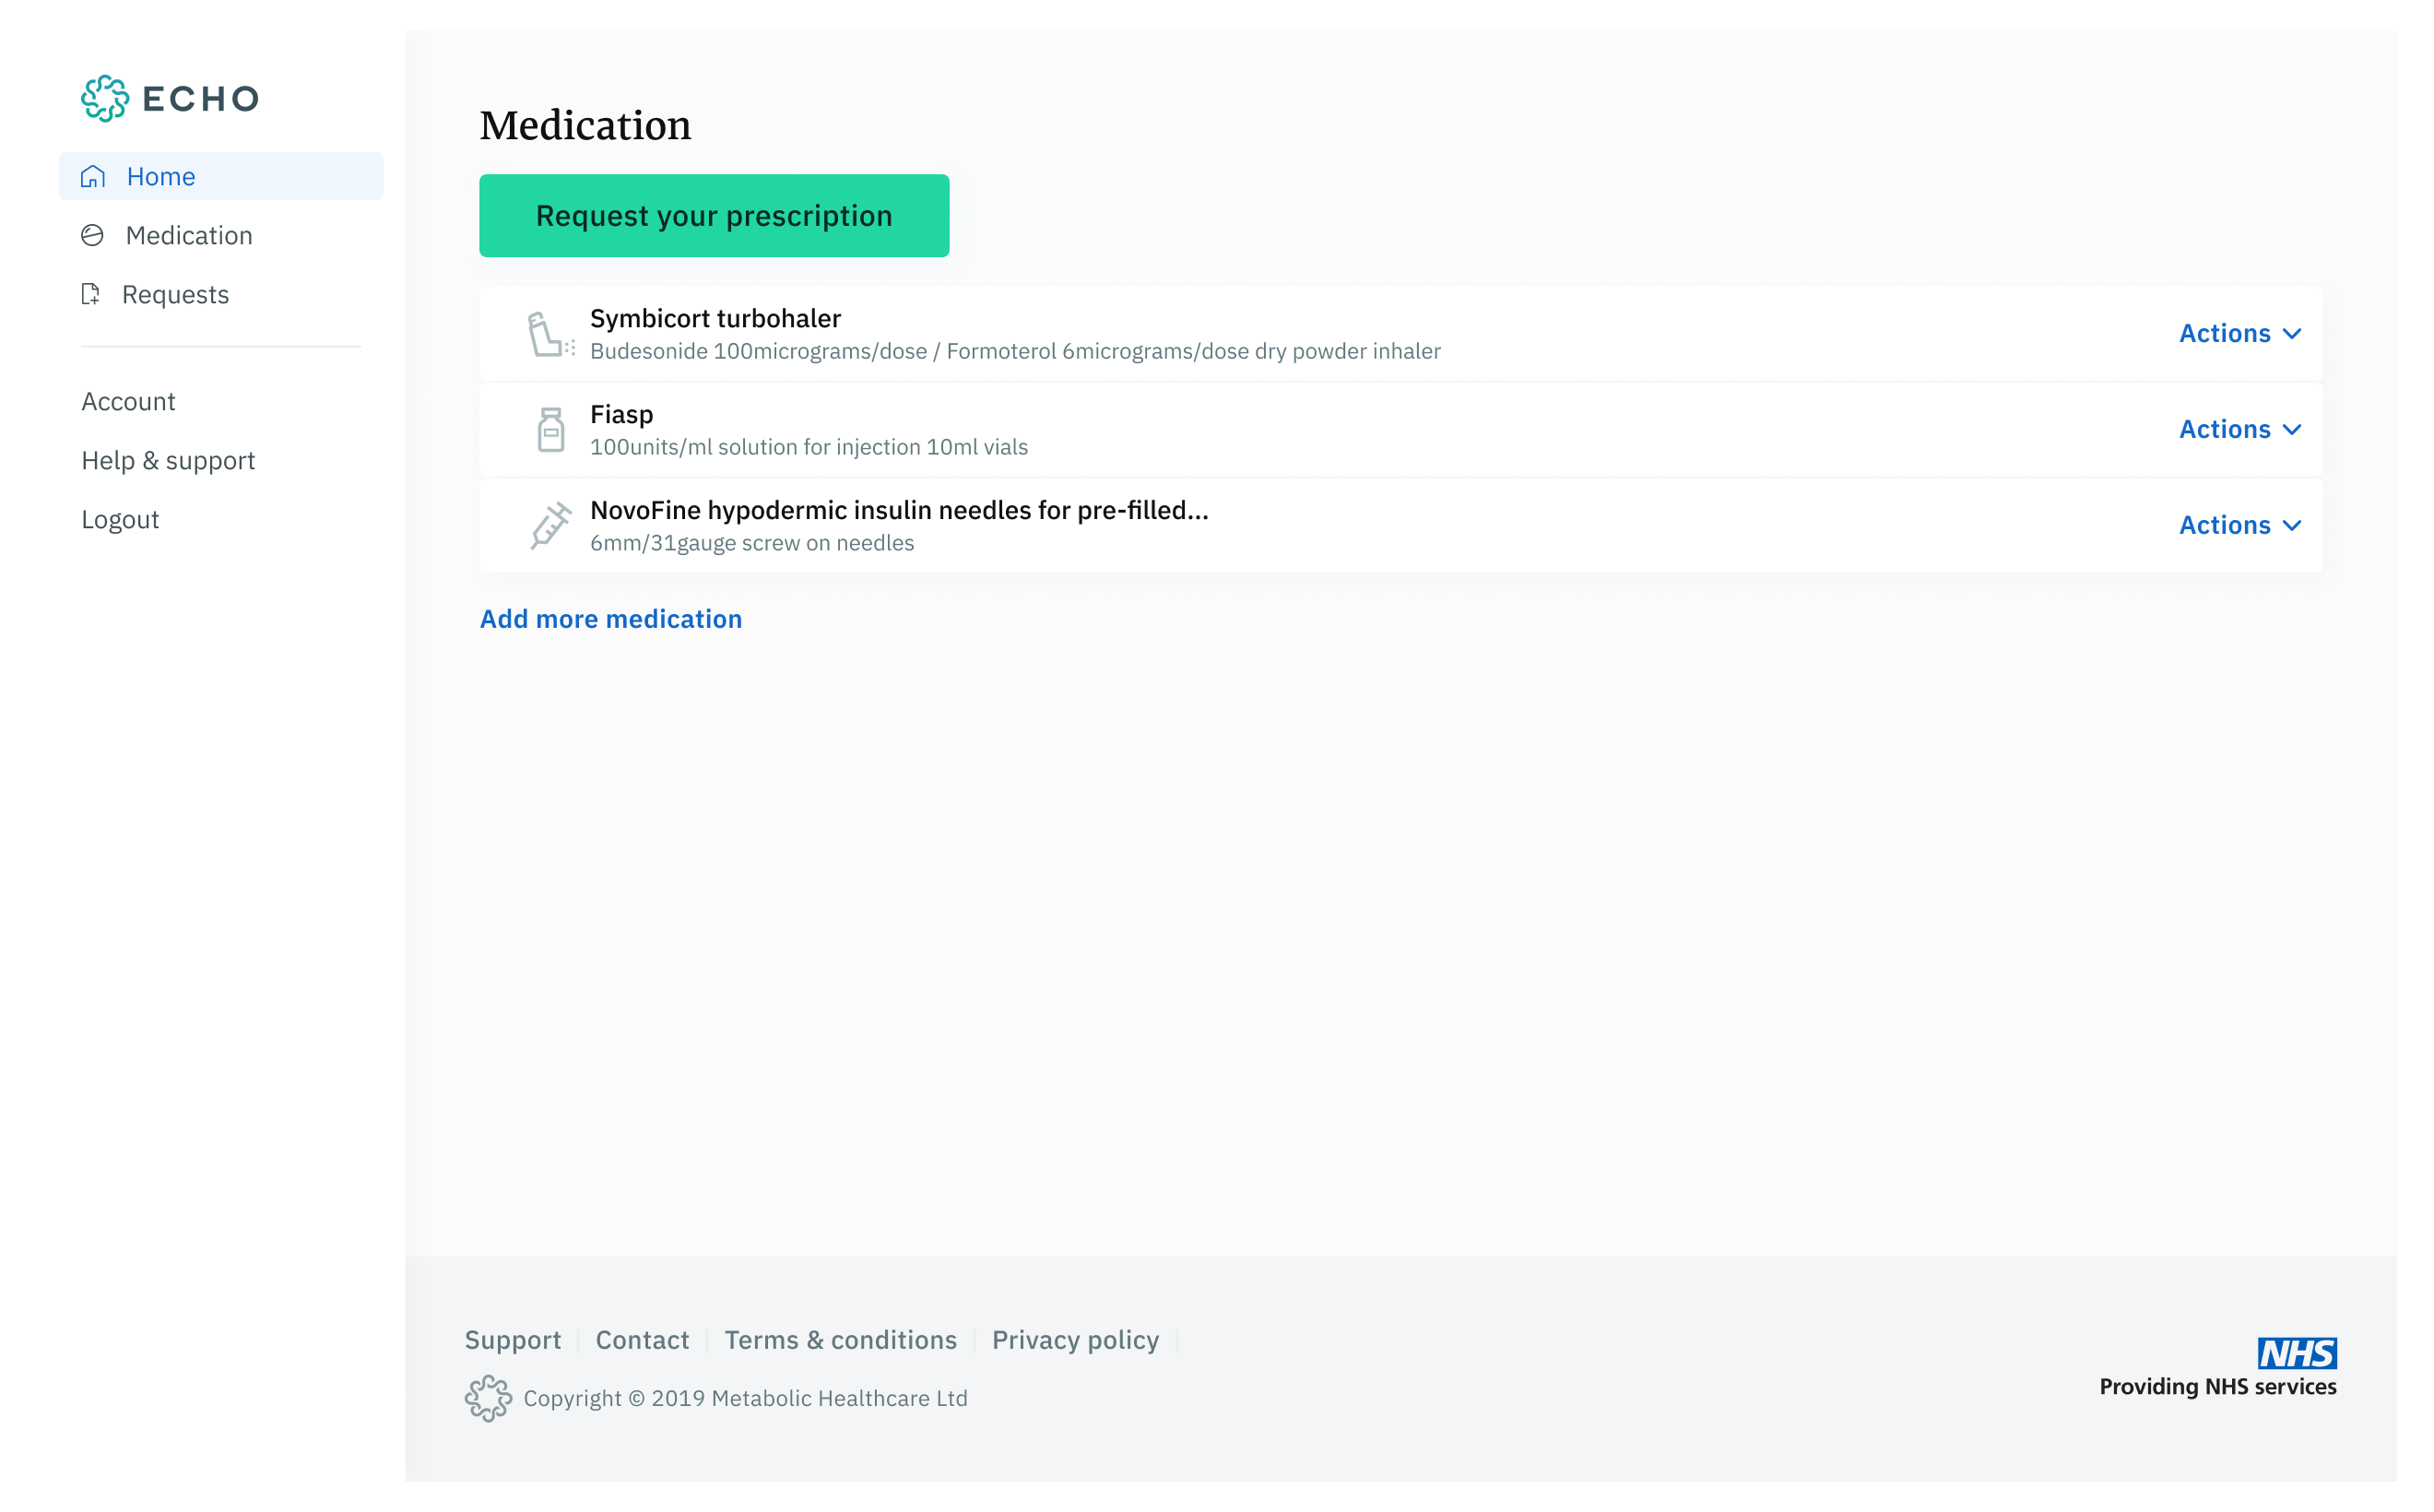 ECHO
Home
Medication
Requests
Account
Help & support
Logout
Medication
Request your prescription
Symbicort turbohaler
Budesonide 100micrograms/dose / Formoterol 6micrograms/dose dry powder inhaler
Actions
Fiasp
100units/ml solution for injection 10ml vials
Actions
NovoFine hypodermic insulin needles for pre-filled...
6mm/31gauge screw on needles
Actions
Add more medication
Support Contact Terms & conditions Privacy policy
Copyright © 2019 Metabolic Healthcare Ltd
NHS
Providing NHS services